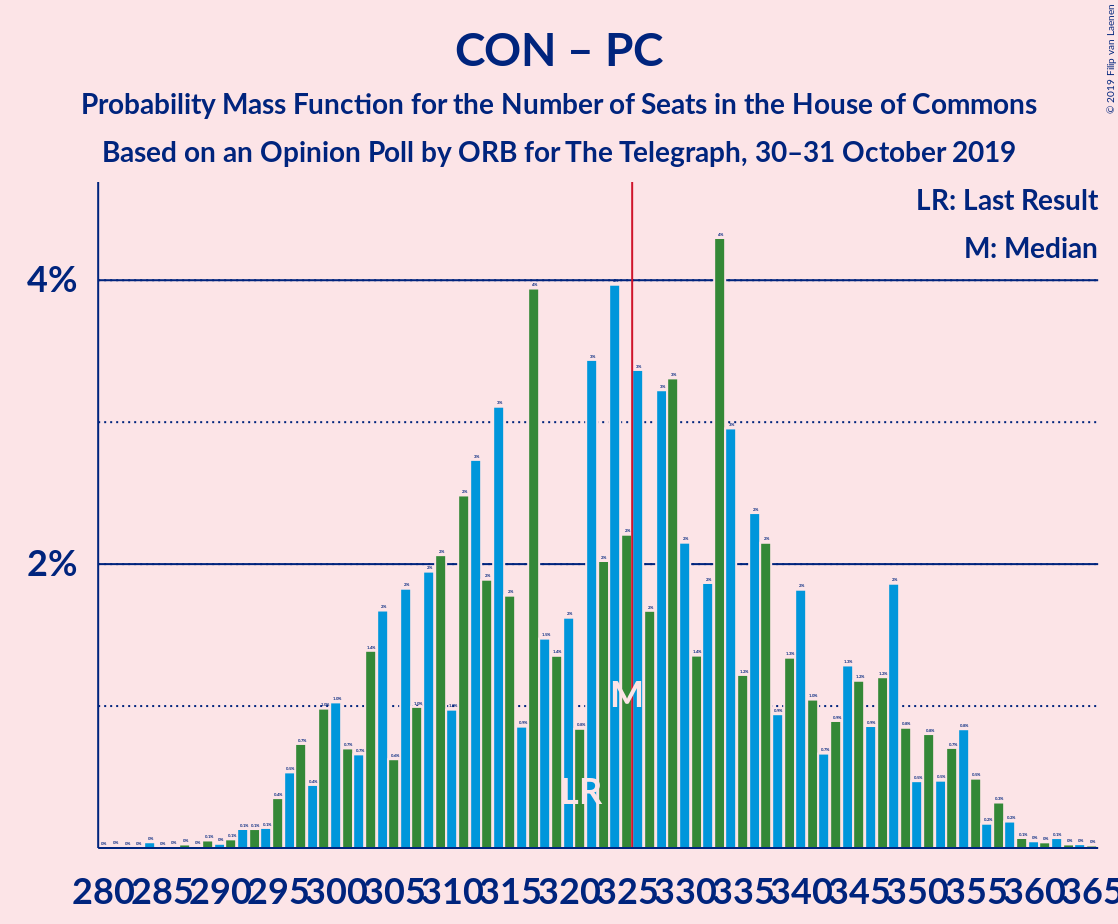 CON – PC
Probability Mass Function for the Number of Seats in the House of Commons
Based on an Opinion Poll by ORB for The Telegraph, 30–31 October 2019
© 2019 Filip van Laenen
LR: Last Result
M: Median
4%
2%
M
LR
280 285 290 295 300 305 310 315 320 325 330 335 340 345 350 355 360 365